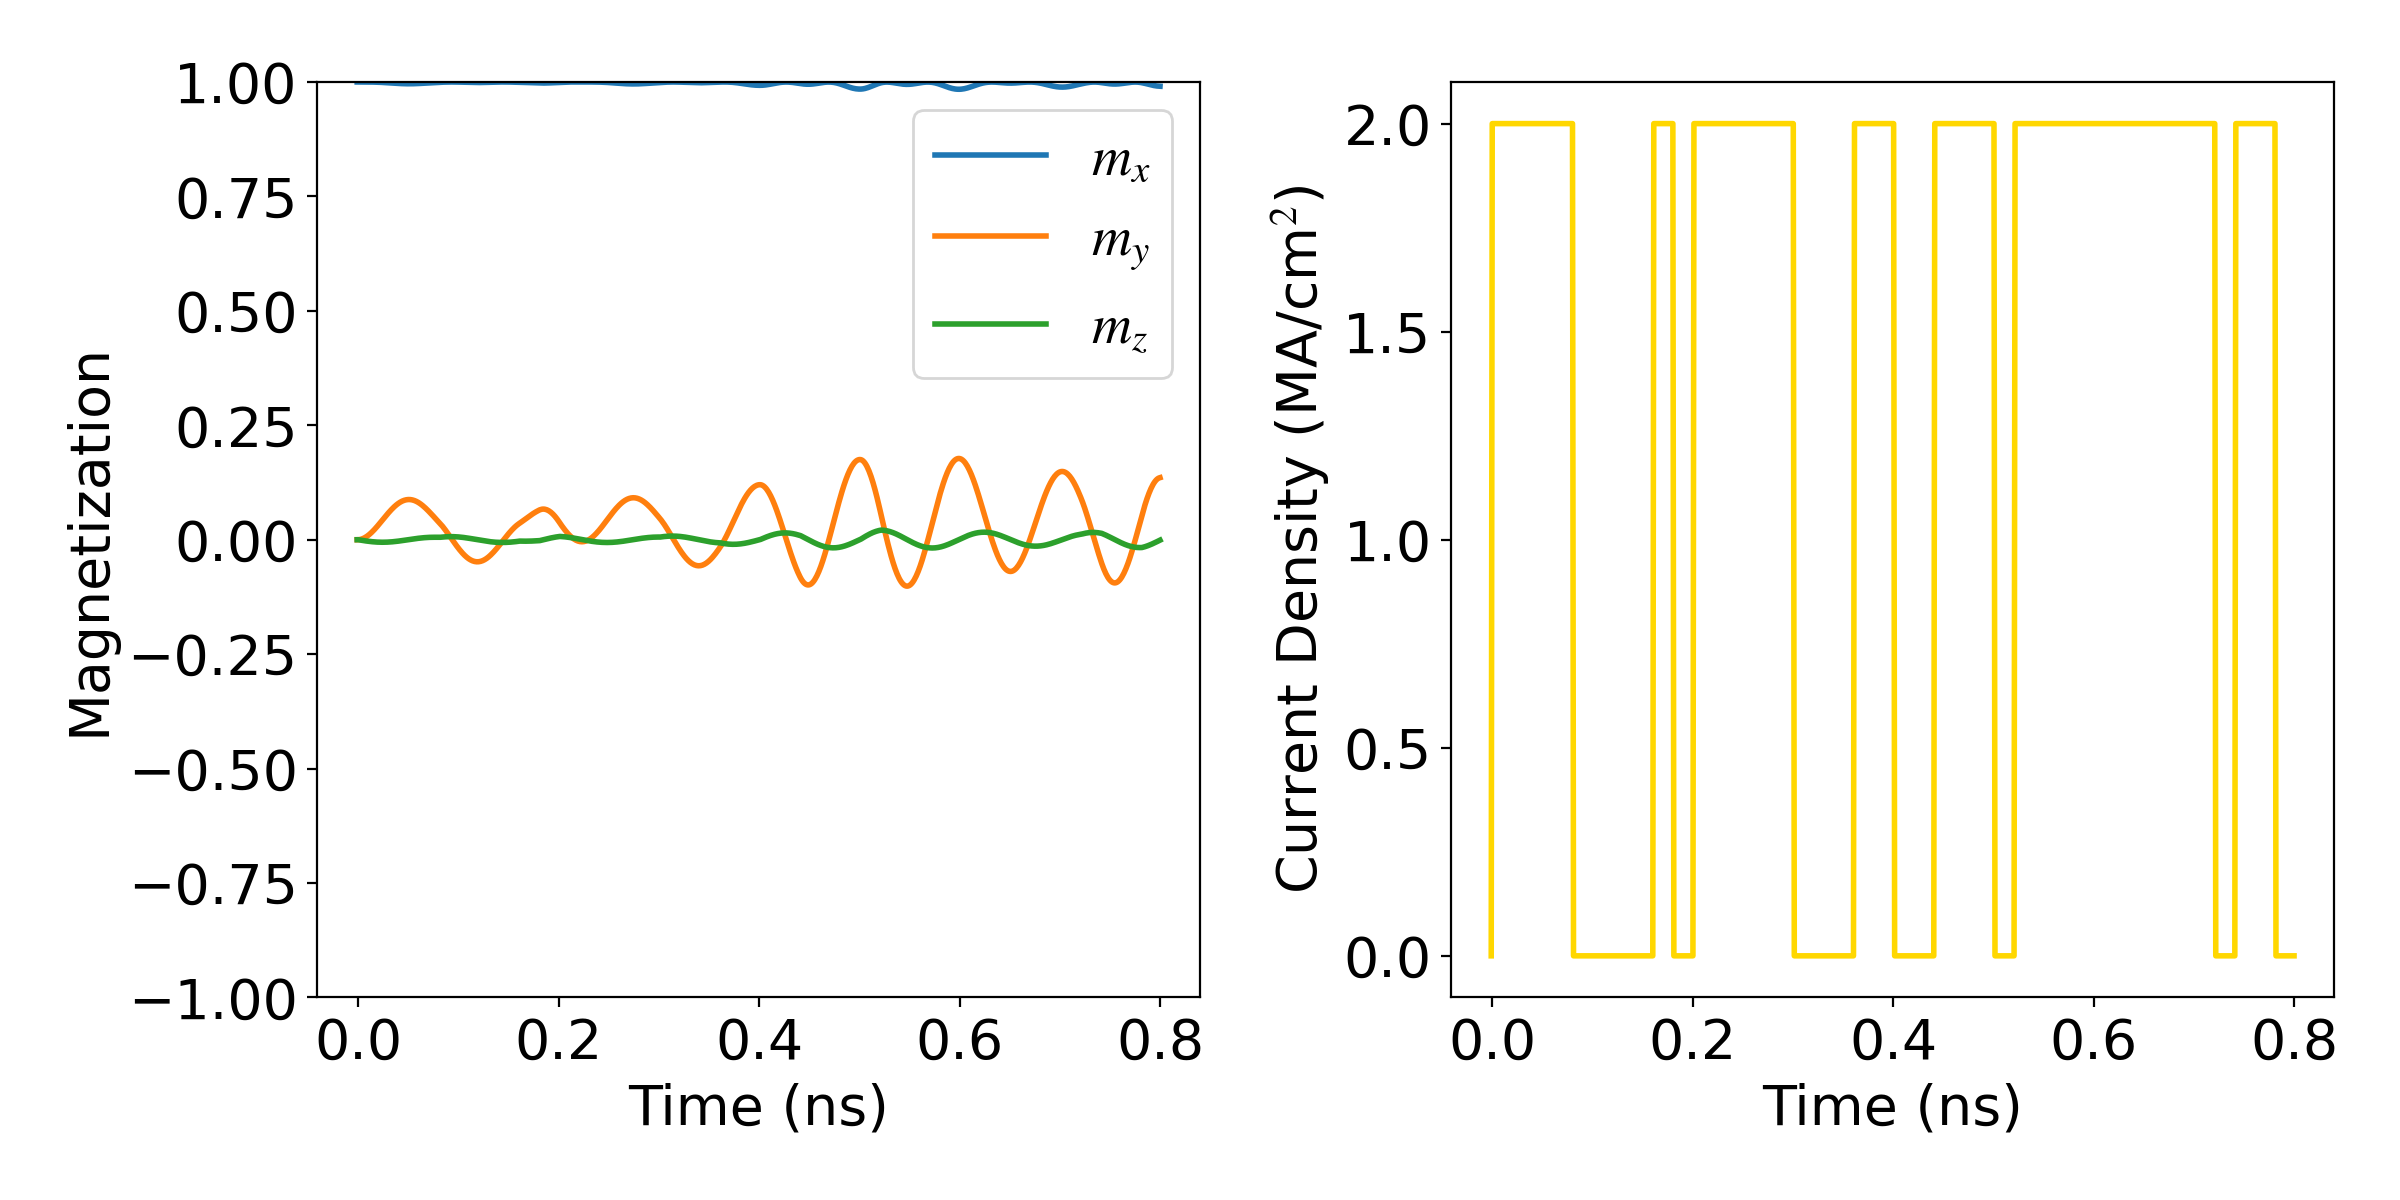 Magnetization
1.00
0.75
0.50
0.25
0.00
−0.25
−0.50
−0.75
−1.00
0.0 0.2 0.4 0.6 0.8
Time (ns)
m_x
m_y
m_z
Current Density (MA/cm²)
2.0
1.5
1.0
0.5
0.0
0.0 0.2 0.4 0.6 0.8
Time (ns)